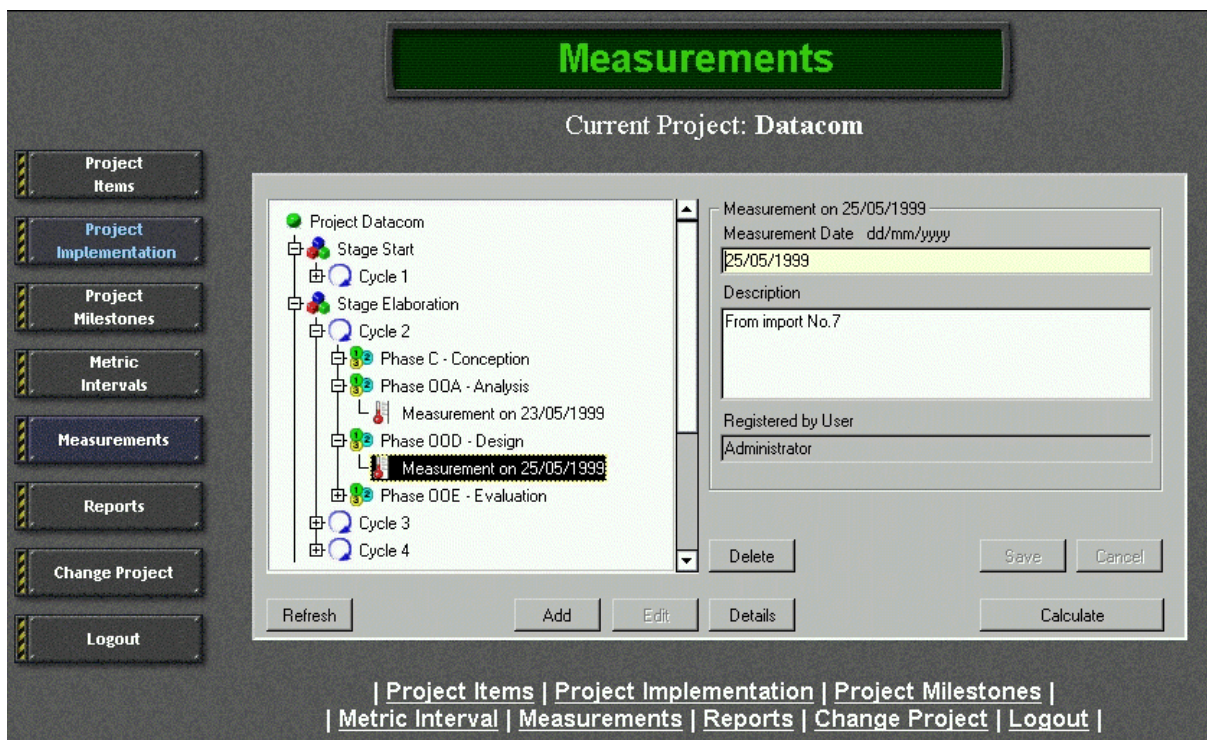 Measurements
Current Project: Datacom
Project
Items
Project
Implementation
Project
Milestones
Metric
Intervals
Measurements
Reports
Change Project
Logout
Project Datacom
Stage Start
Cycle 1
Stage Elaboration
Cycle 2
Phase C - Conception
Phase OOA - Analysis
Measurement on 23/05/1999
Phase OOD - Design
Measurement on 25/05/1999
Phase OOE - Evaluation
Cycle 3
Cycle 4
Measurement on 25/05/1999
Measurement Date dd/mm/yyyy
25/05/1999
Description
From import No.7
Registered by User
Administrator
Delete Save Cancel
Refresh Add Edit Details Calculate
| Project Items | Project Implementation | Project Milestones |
| Metric Interval | Measurements | Reports | Change Project | Logout |